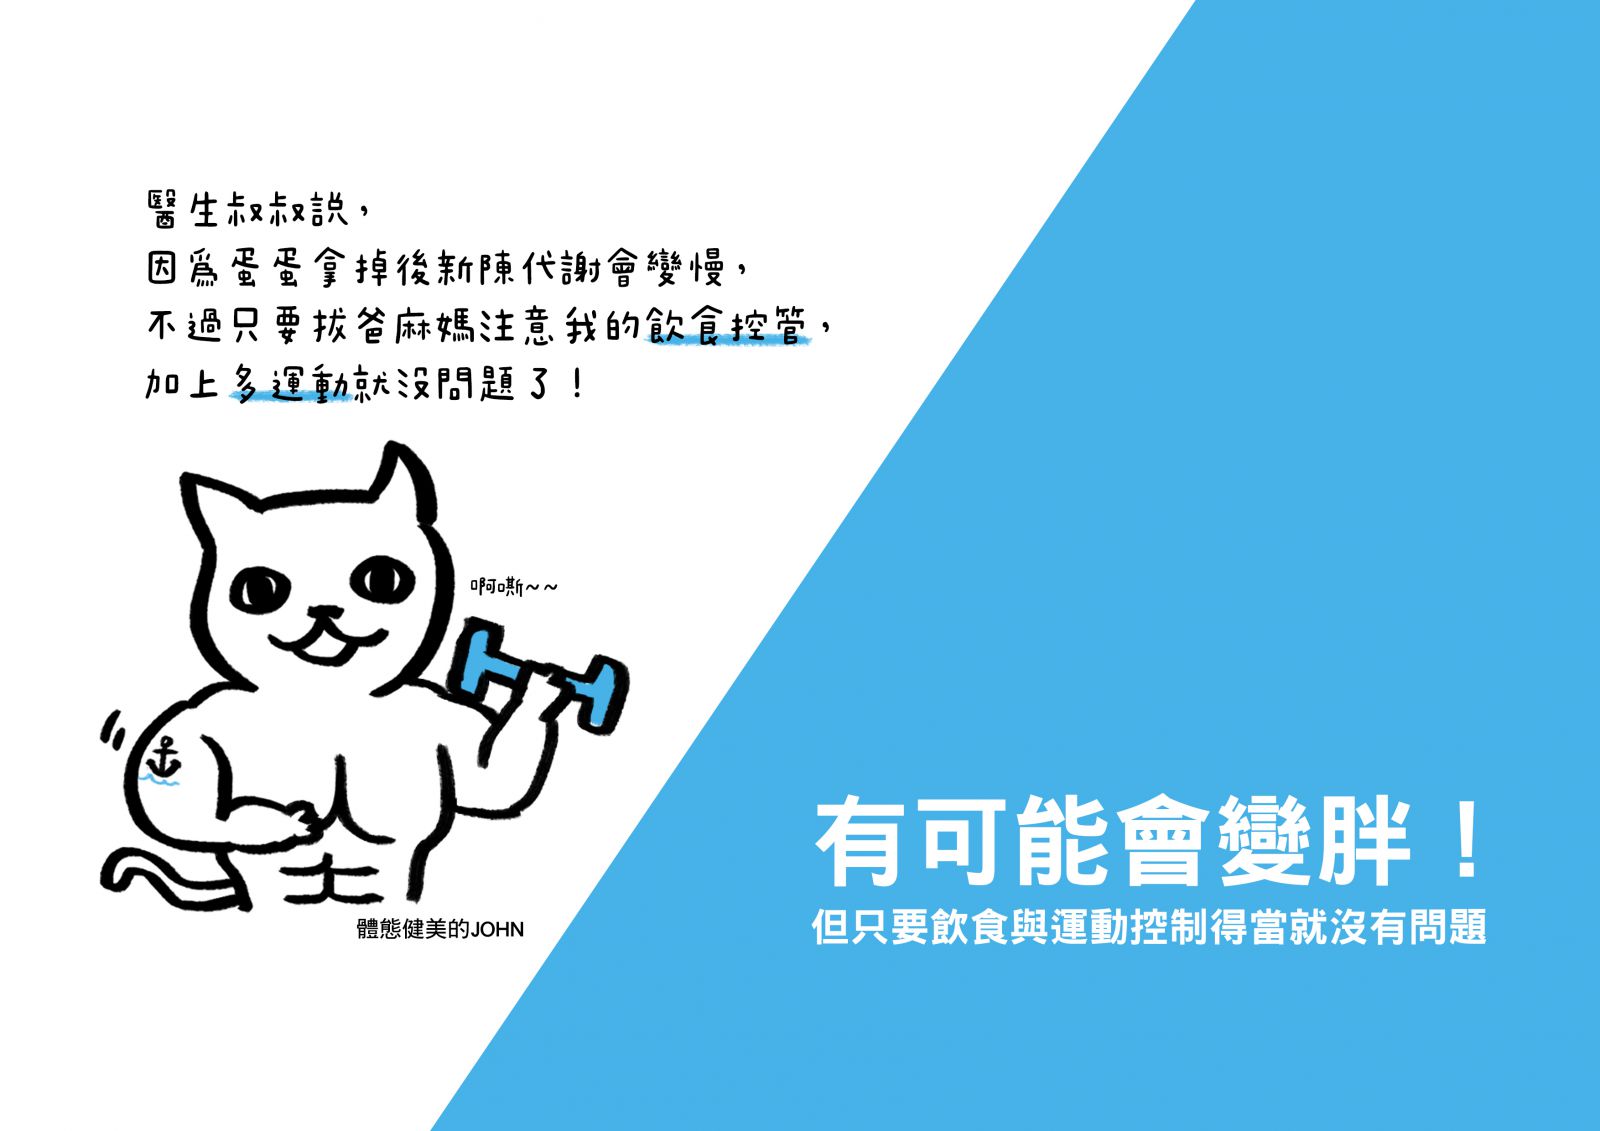 醫生叔叔説，
因爲蛋蛋拿掉後新陳代謝會變慢，
不過只要拔爸麻媽注意我的飲食控管，
加上多運動就沒問題了！
啊嘶~~
體態健美的JOHN
有可能會變胖！
但只要飲食與運動控制得當就沒有問題